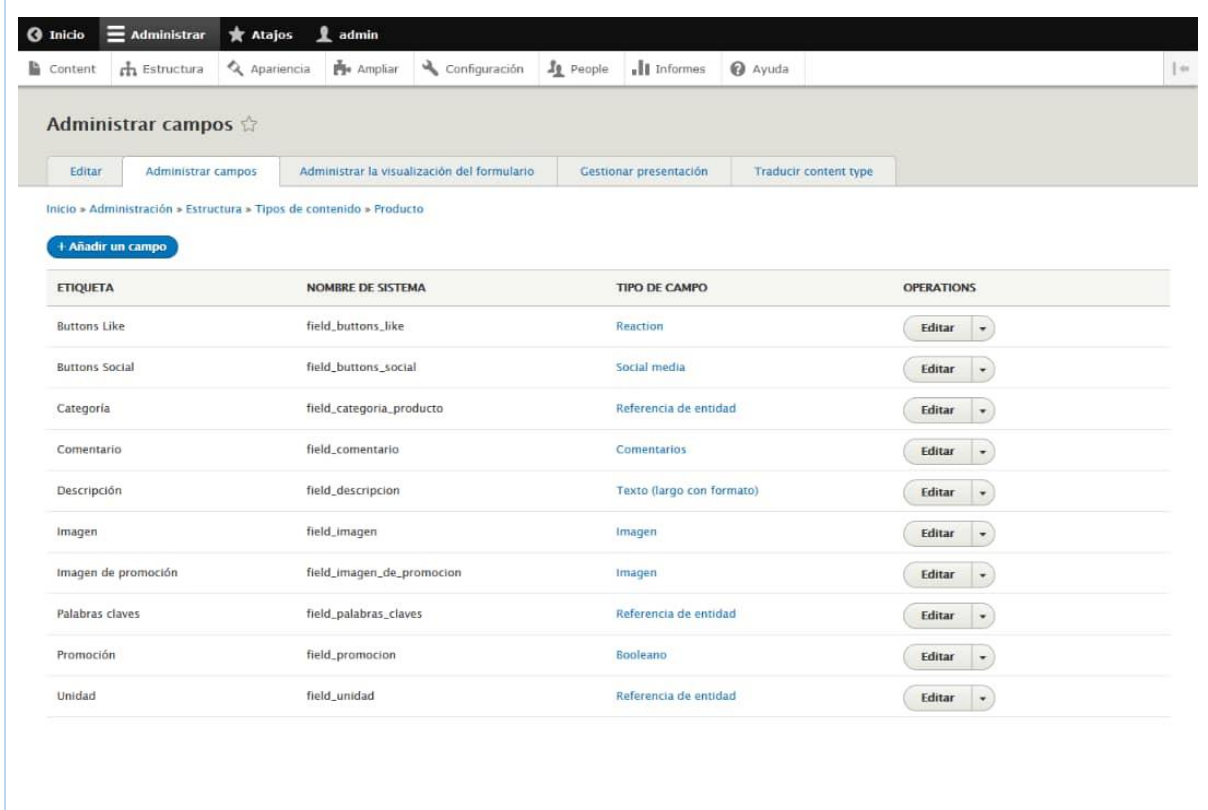 Inicio Administrar Atajos admin
Content Estructura Apariencia Ampliar Configuración People Informes Ayuda
Administrar campos
Editar Administrar campos Administrar la visualización del formulario Gestionar presentación Traducir content type
Inicio » Administración » Estructura » Tipos de contenido » Producto
+ Añadir un campo
ETIQUETA NOMBRE DE SISTEMA TIPO DE CAMPO OPERATIONS
Buttons Like field_buttons_like Reaction Editar
Buttons Social field_buttons_social Social media Editar
Categoría field_categoria_producto Referencia de entidad Editar
Comentario field_comentario Comentarios Editar
Descripción field_descripcion Texto (largo con formato) Editar
Imagen field_imagen Imagen Editar
Imagen de promoción field_imagen_de_promocion Imagen Editar
Palabras claves field_palabras_claves Referencia de entidad Editar
Promoción field_promocion Booleano Editar
Unidad field_unidad Referencia de entidad Editar